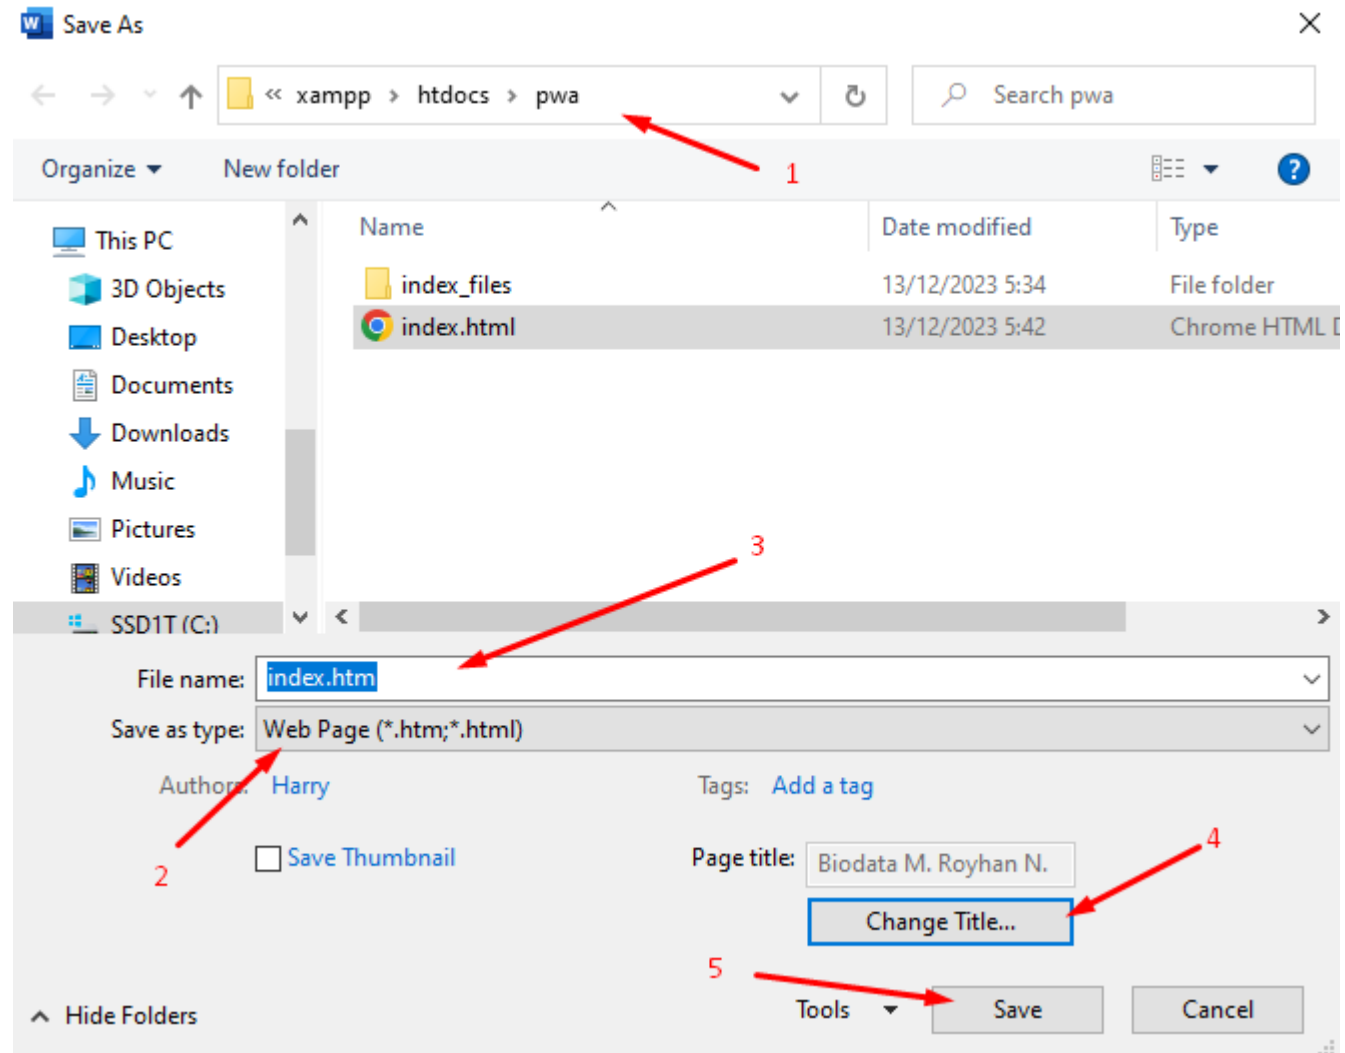 Save As
« xampp > htdocs > pwa
Search pwa
1
Organize
New folder
Name
Date modified
Type
This PC
3D Objects
Desktop
Documents
Downloads
Music
Pictures
Videos
SSD1T (C:)
index_files 13/12/2023 5:34 File folder
index.html 13/12/2023 5:42 Chrome HTML D
3
File name: index.htm
Save as type: Web Page (*.htm;*.html)
Authors: Harry
Tags: Add a tag
2
Save Thumbnail
Page title: Biodata M. Royhan N.
4
Change Title...
5
Hide Folders
Tools
Save
Cancel